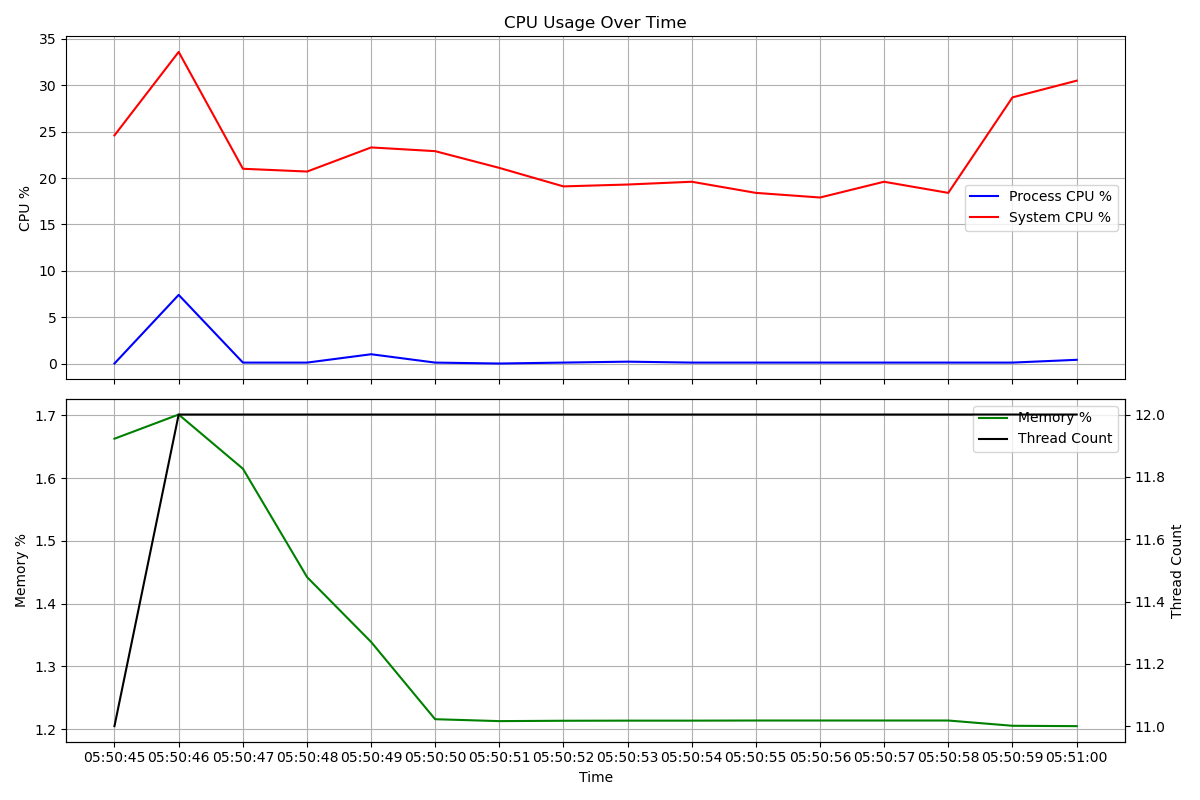 CPU Usage Over Time
35
30
25
20
15
10
5
0
CPU %
Process CPU %
System CPU %
1.7
1.6
1.5
1.4
1.3
1.2
Memory %
Memory %
Thread Count
12.0
11.8
11.6
11.4
11.2
11.0
Thread Count
05:50:45 05:50:46 05:50:47 05:50:48 05:50:49 05:50:50 05:50:51 05:50:52 05:50:53 05:50:54 05:50:55 05:50:56 05:50:57 05:50:58 05:50:59 05:51:00
Time